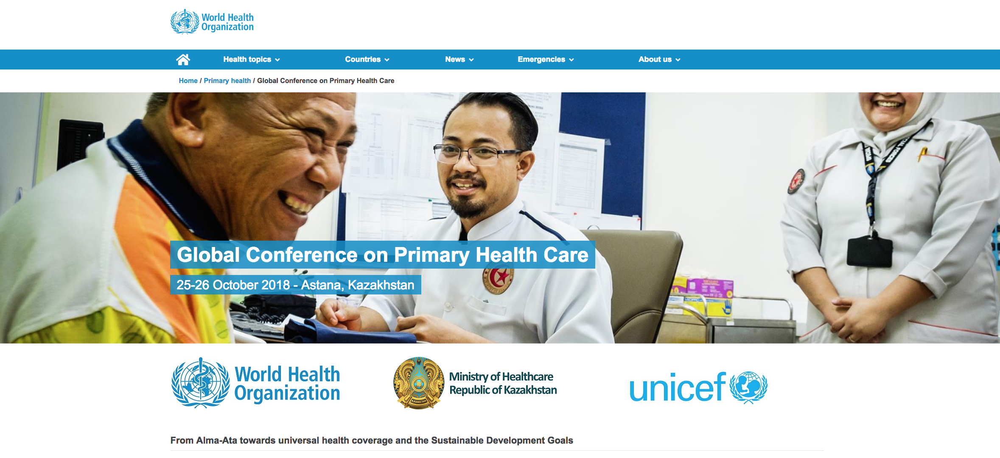 World Health
Organization
Health topics
Countries
News
Emergencies
About us
Home / Primary health / Global Conference on Primary Health Care
Global Conference on Primary Health Care
25-26 October 2018 - Astana, Kazakhstan
World Health
Organization
ҚАЗАҚСТАН
Ministry of Healthcare
Republic of Kazakhstan
unicef
From Alma-Ata towards universal health coverage and the Sustainable Development Goals